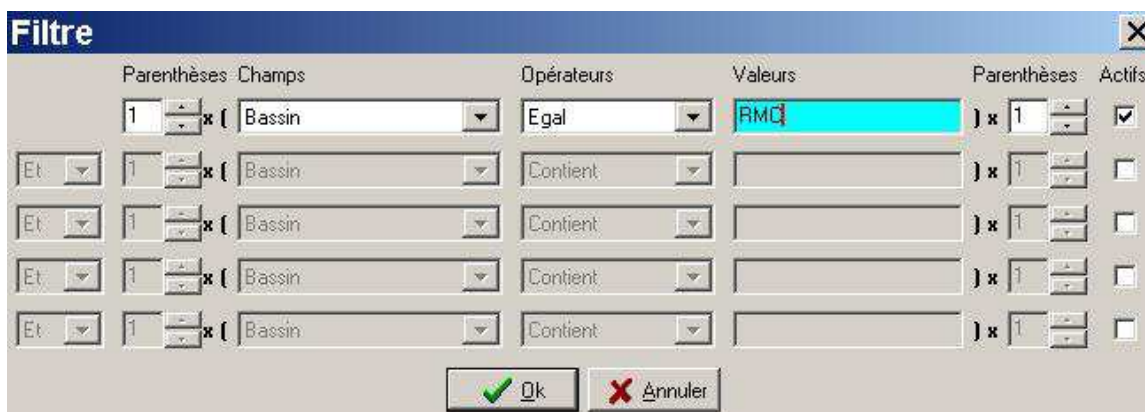 Filtre
Parenthèses Champs Opérateurs Valeurs Parenthèses Actifs
1 x ( Bassin Egal RMC ) x 1
Et 1 x ( Bassin Contient ) x 1
Et 1 x ( Bassin Contient ) x 1
Et 1 x ( Bassin Contient ) x 1
Et 1 x ( Bassin Contient ) x 1
Ok Annuler